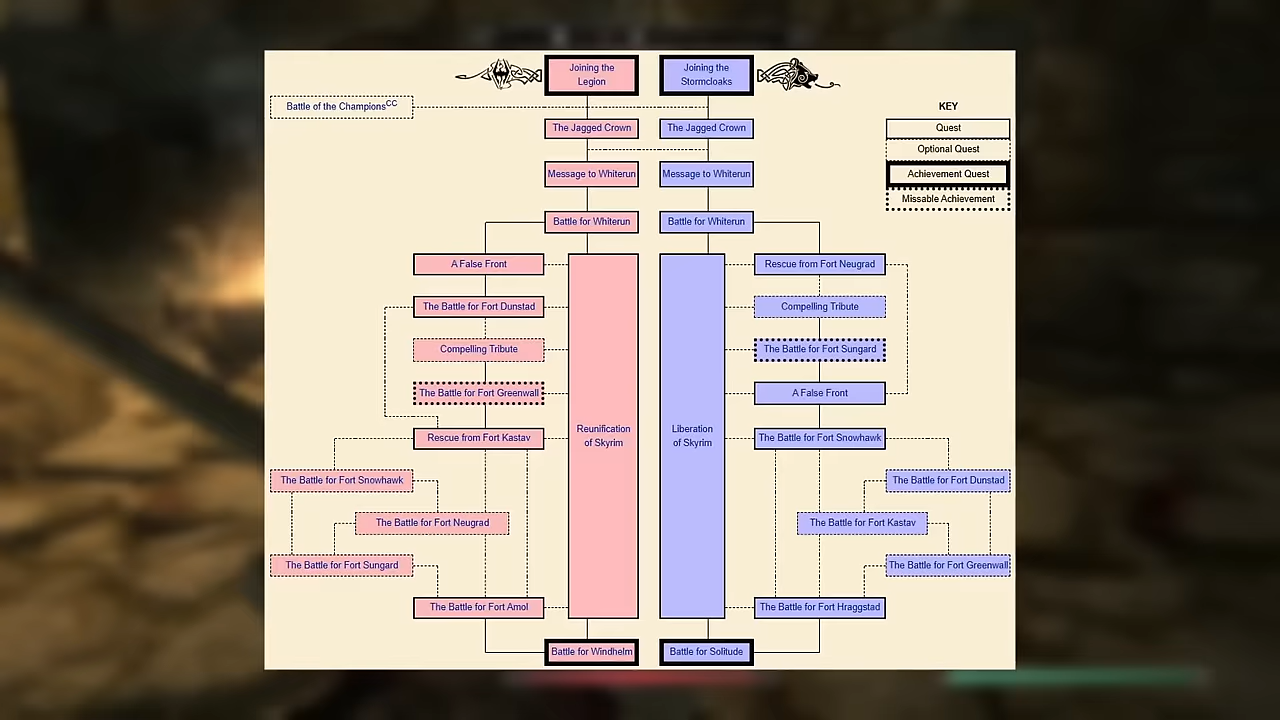 Joining the
Legion
Joining the
Stormcloaks
Battle of the Champions^CC
KEY
The Jagged Crown
The Jagged Crown
Quest
Optional Quest
Message to Whiterun
Message to Whiterun
Achievement Quest
Missable Achievement
Battle for Whiterun
Battle for Whiterun
A False Front
Rescue from Fort Neugrad
The Battle for Fort Dunstad
Compelling Tribute
Compelling Tribute
The Battle for Fort Sungard
The Battle for Fort Greenwall
A False Front
Reunification
of Skyrim
Liberation
of Skyrim
Rescue from Fort Kastav
The Battle for Fort Snowhawk
The Battle for Fort Snowhawk
The Battle for Fort Dunstad
The Battle for Fort Neugrad
The Battle for Fort Kastav
The Battle for Fort Sungard
The Battle for Fort Greenwall
The Battle for Fort Amol
The Battle for Fort Hraggstad
Battle for Windhelm
Battle for Solitude